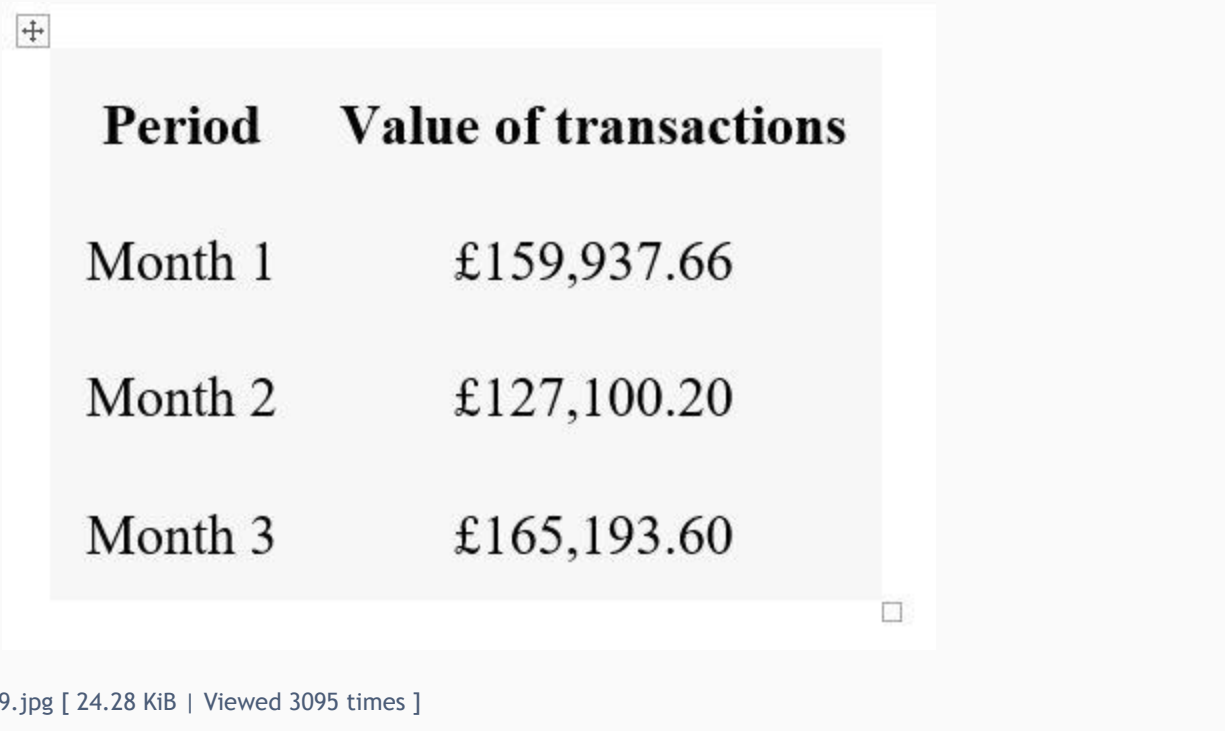 Period Value of transactions
Month 1 £159,937.66
Month 2 £127,100.20
Month 3 £165,193.60
9.jpg [ 24.28 KiB | Viewed 3095 times ]